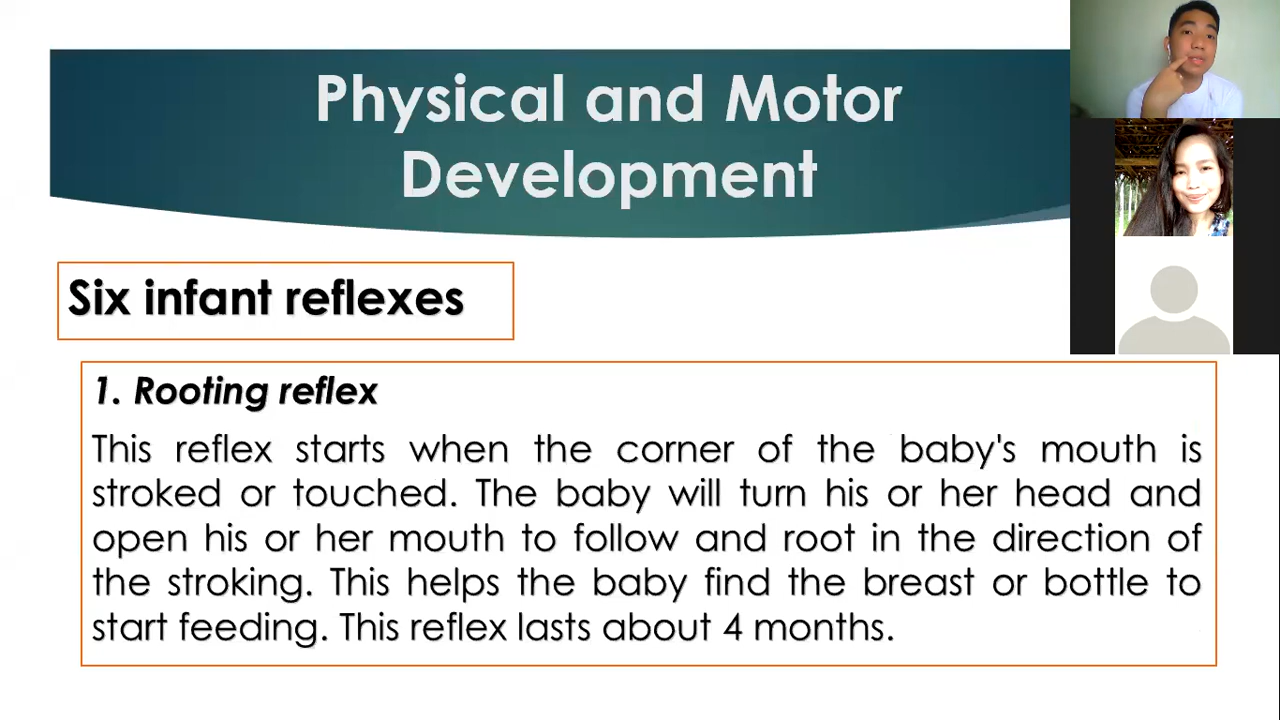 Physical and Motor
Development
Six infant reflexes
1. Rooting reflex
This reflex starts when the corner of the baby's mouth is
stroked or touched. The baby will turn his or her head and
open his or her mouth to follow and root in the direction of
the stroking. This helps the baby find the breast or bottle to
start feeding. This reflex lasts about 4 months.